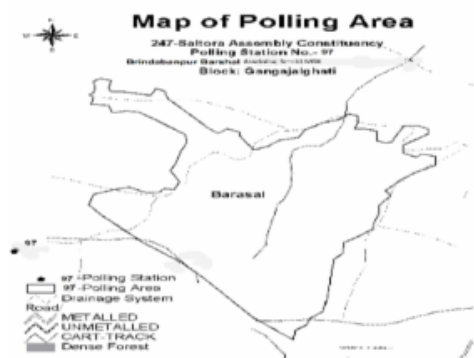 Map of Polling Area
247-Saltora Assembly Constituency
Polling Station No.- 97
Brindabanpur Barshal
Block: Gangajalghati
N
W E
S
Barasal
97
97 -Polling Station
97-Polling Area
Drainage System
Road
METALLED
UNMETALLED
CART-TRACK
Dense Forest